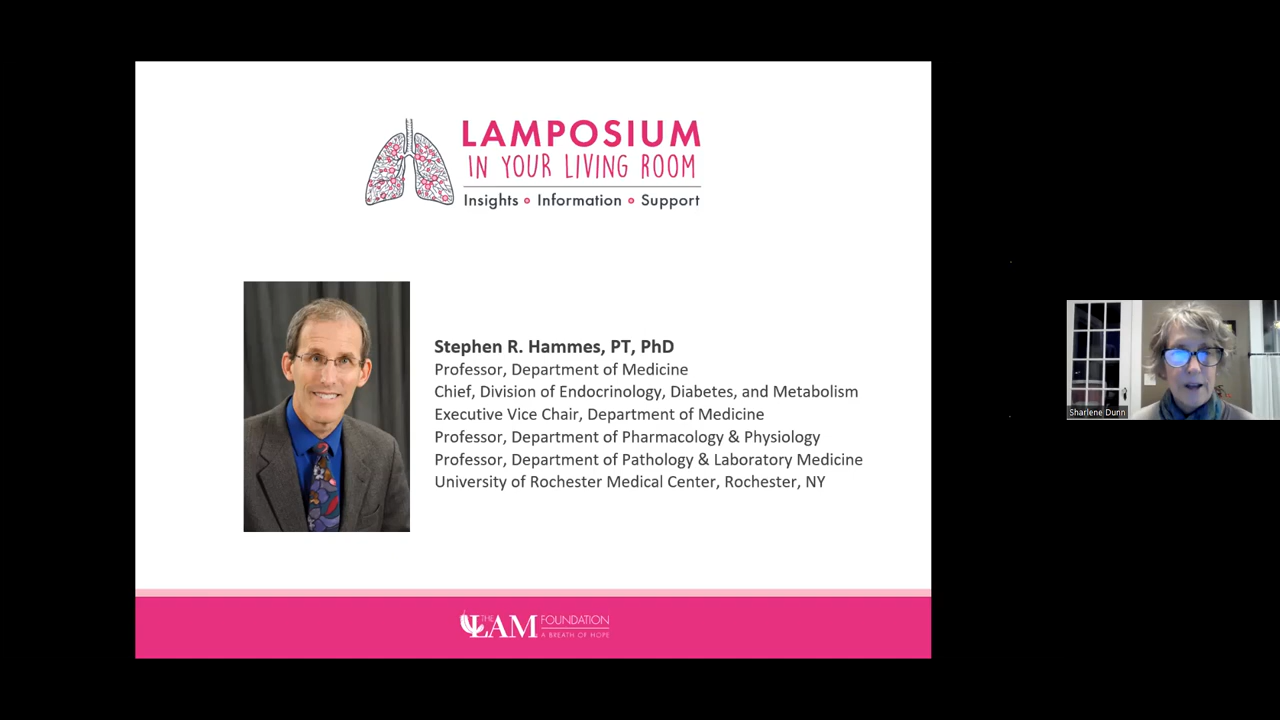 LAMPOSIUM
IN YOUR LIVING ROOM
Insights • Information • Support
Stephen R. Hammes, PT, PhD
Professor, Department of Medicine
Chief, Division of Endocrinology, Diabetes, and Metabolism
Executive Vice Chair, Department of Medicine
Professor, Department of Pharmacology & Physiology
Professor, Department of Pathology & Laboratory Medicine
University of Rochester Medical Center, Rochester, NY
Sharlene Dunn
THE LAM FOUNDATION
A BREATH OF HOPE